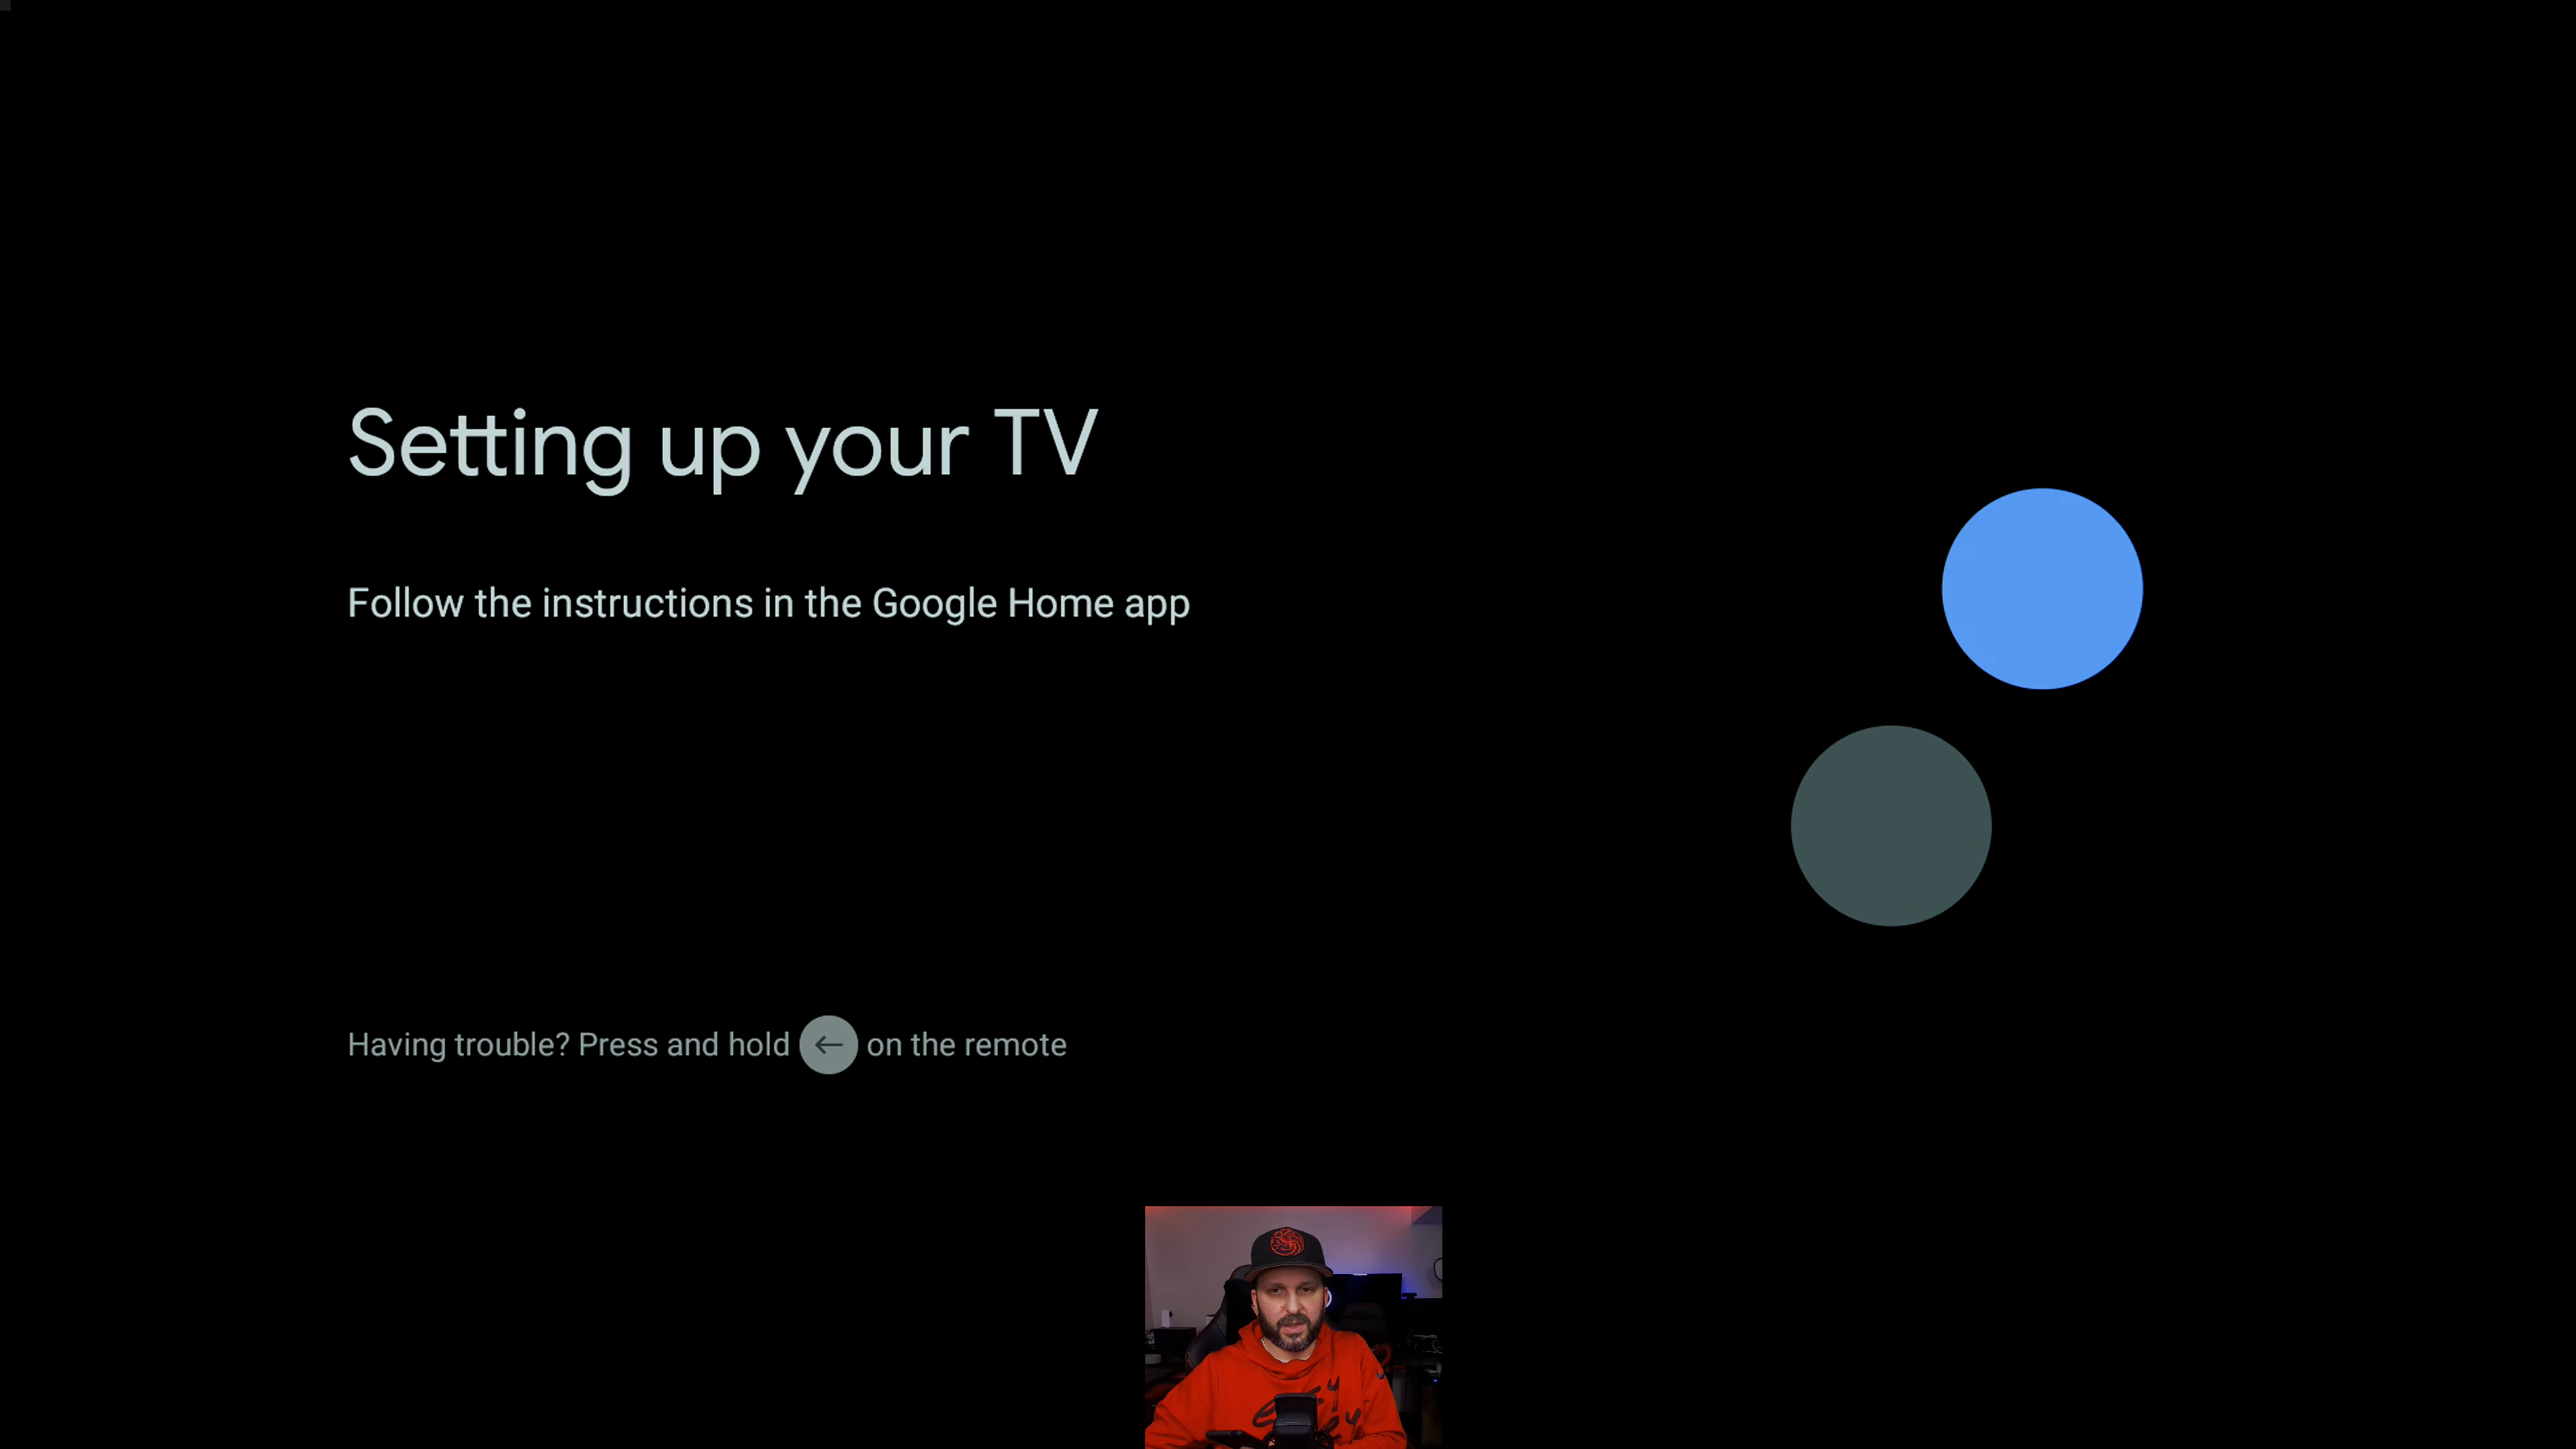 Setting up your TV
Follow the instructions in the Google Home app
Having trouble? Press and hold ← on the remote